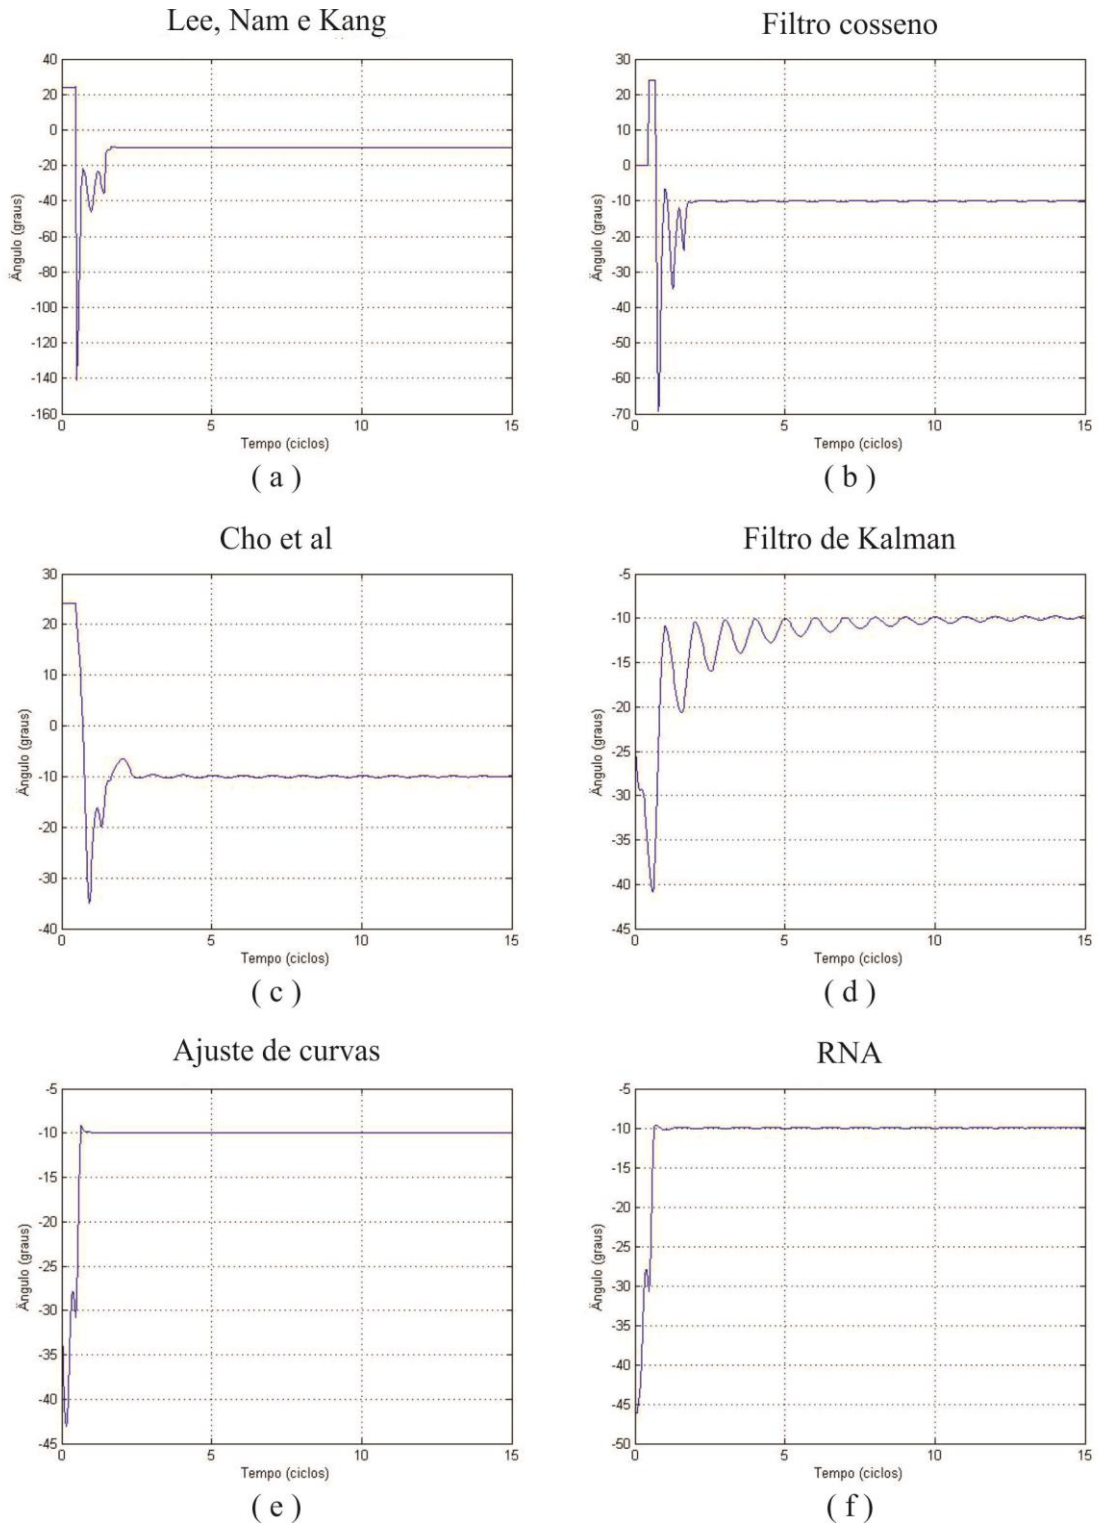 Lee, Nam e Kang
40
20
0
-20
-40
-60
-80
-100
-120
-140
-160
0 5 10 15
Ângulo (graus)
Tempo (ciclos)
( a )
Filtro cosseno
30
20
10
0
-10
-20
-30
-40
-50
-60
-70
0 5 10 15
Ângulo (graus)
Tempo (ciclos)
( b )
Cho et al
30
20
10
0
-10
-20
-30
-40
0 5 10 15
Ângulo (graus)
Tempo (ciclos)
( c )
Filtro de Kalman
-5
-10
-15
-20
-25
-30
-35
-40
-45
0 5 10 15
Ângulo (graus)
Tempo (ciclos)
( d )
Ajuste de curvas
-5
-10
-15
-20
-25
-30
-35
-40
-45
0 5 10 15
Ângulo (graus)
Tempo (ciclos)
( e )
RNA
-5
-10
-15
-20
-25
-30
-35
-40
-45
-50
0 5 10 15
Ângulo (graus)
Tempo (ciclos)
( f )